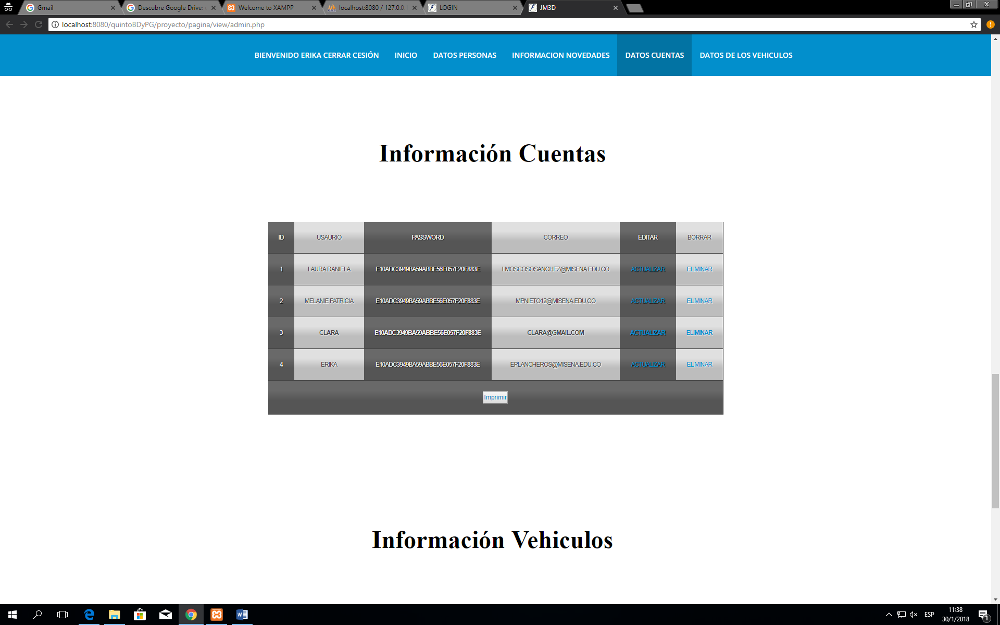 Gmail
Descubre Google Drive:
Welcome to XAMPP
localhost:8080 / 127.0.0.
LOGIN
JM3D
localhost:8080/quintoBDyPG/proyecto/pagina/view/admin.php
BIENVENIDO ERIKA CERRAR CESIÓN INICIO DATOS PERSONAS INFORMACION NOVEDADES DATOS CUENTAS DATOS DE LOS VEHICULOS
Información Cuentas
ID USAURIO PASSWORD CORREO EDITAR BORRAR
1 LAURA DANIELA E10ADC3949BA59ABBE56E057F20F883E LMOSCOSOSANCHEZ@MISENA.EDU.CO ACTUALIZAR ELIMINAR
2 MELANIE PATRICIA E10ADC3949BA59ABBE56E057F20F883E MPNIETO12@MISENA.EDU.CO ACTUALIZAR ELIMINAR
3 CLARA E10ADC3949BA59ABBE56E057F20F883E CLARA@GMAIL.COM ACTUALIZAR ELIMINAR
4 ERIKA E10ADC3949BA59ABBE56E057F20F883E EPLANCHEROS@MISENA.EDU.CO ACTUALIZAR ELIMINAR
Imprimir
Información Vehiculos
ESP
11:38
30/1/2018
1